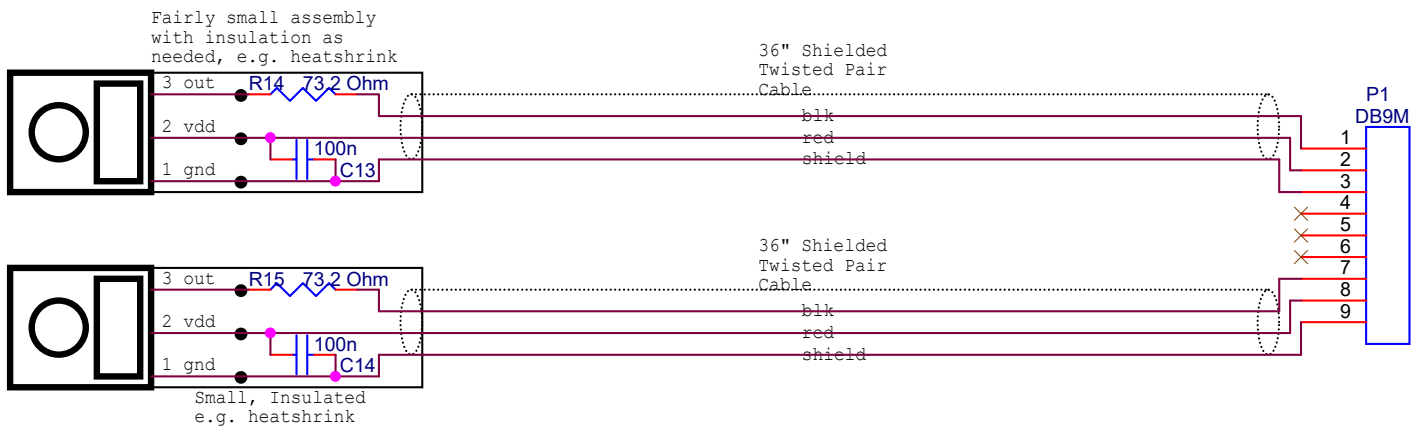 Fairly small assembly
with insulation as
needed, e.g. heatshrink
3 out
R14
73.2 Ohm
2 vdd
100n
C13
1 gnd
36" Shielded
Twisted Pair
Cable
blk
red
shield
P1
DB9M
1
2
3
4
5
6
7
8
9
3 out
R15
73.2 Ohm
2 vdd
100n
C14
1 gnd
Small, Insulated
e.g. heatshrink
36" Shielded
Twisted Pair
Cable
blk
red
shield